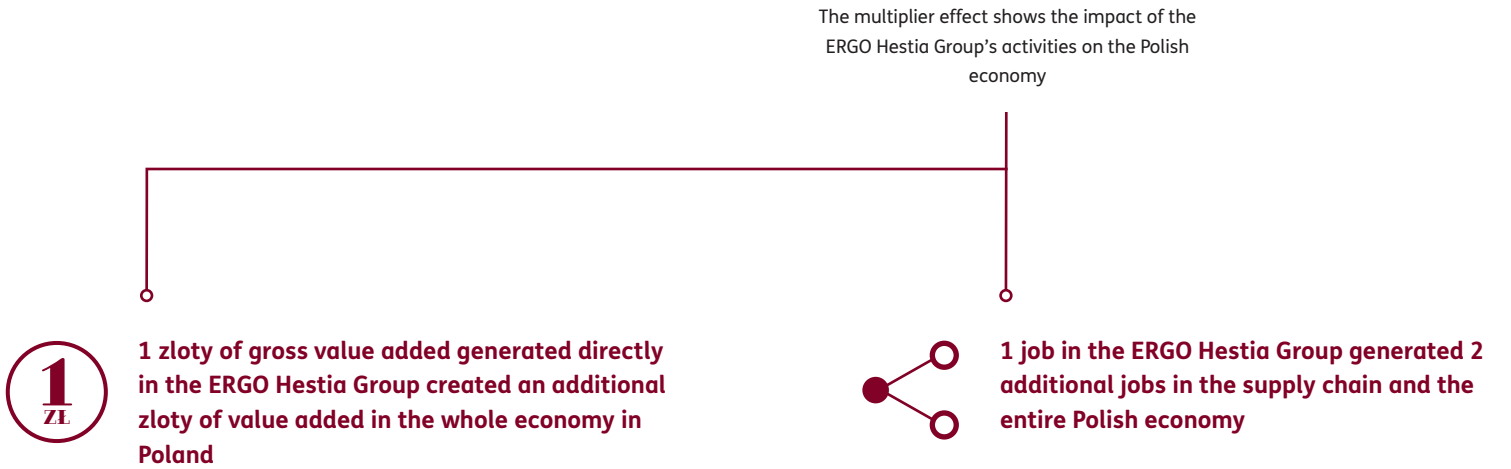 The multiplier effect shows the impact of the
ERGO Hestia Group’s activities on the Polish
economy
1
ZŁ
1 zloty of gross value added generated directly
in the ERGO Hestia Group created an additional
zloty of value added in the whole economy in
Poland
1 job in the ERGO Hestia Group generated 2
additional jobs in the supply chain and the
entire Polish economy